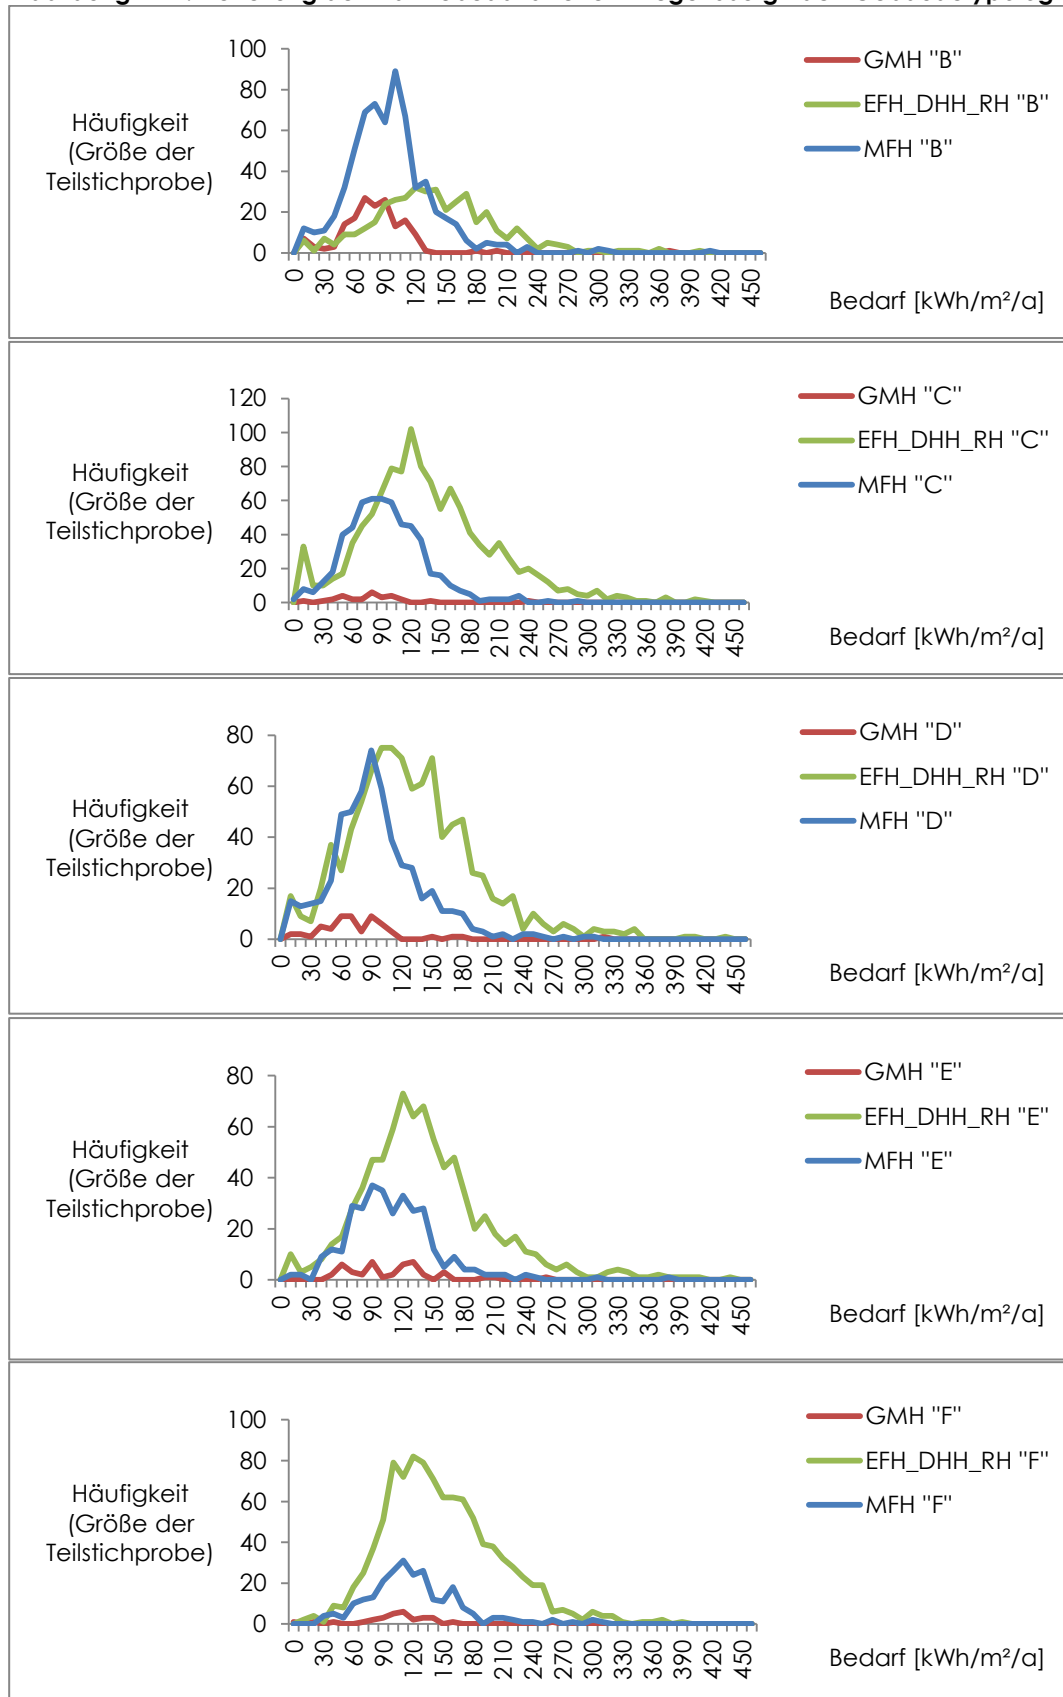 100
80
60
40
20
0
Häufigkeit
(Größe der
Teilstichprobe)
GMH "B"
EFH_DHH_RH "B"
MFH "B"
0 30 60 90 120 150 180 210 240 270 300 330 360 390 420 450
Bedarf [kWh/m²/a]
120
100
80
60
40
20
0
Häufigkeit
(Größe der
Teilstichprobe)
GMH "C"
EFH_DHH_RH "C"
MFH "C"
0 30 60 90 120 150 180 210 240 270 300 330 360 390 420 450
Bedarf [kWh/m²/a]
80
60
40
20
0
Häufigkeit
(Größe der
Teilstichprobe)
GMH "D"
EFH_DHH_RH "D"
MFH "D"
0 30 60 90 120 150 180 210 240 270 300 330 360 390 420 450
Bedarf [kWh/m²/a]
80
60
40
20
0
Häufigkeit
(Größe der
Teilstichprobe)
GMH "E"
EFH_DHH_RH "E"
MFH "E"
0 30 60 90 120 150 180 210 240 270 300 330 360 390 420 450
Bedarf [kWh/m²/a]
100
80
60
40
20
0
Häufigkeit
(Größe der
Teilstichprobe)
GMH "F"
EFH_DHH_RH "F"
MFH "F"
0 30 60 90 120 150 180 210 240 270 300 330 360 390 420 450
Bedarf [kWh/m²/a]